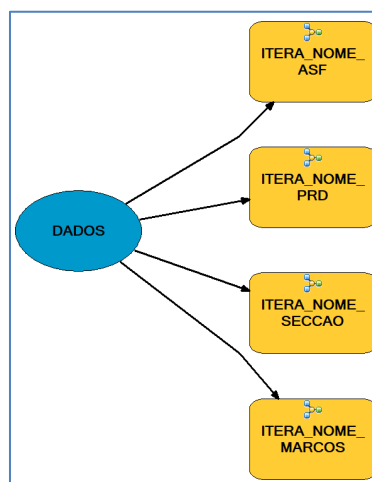 ITERA_NOME_
ASF
ITERA_NOME_
PRD
DADOS
ITERA_NOME_
SECCAO
ITERA_NOME_
MARCOS